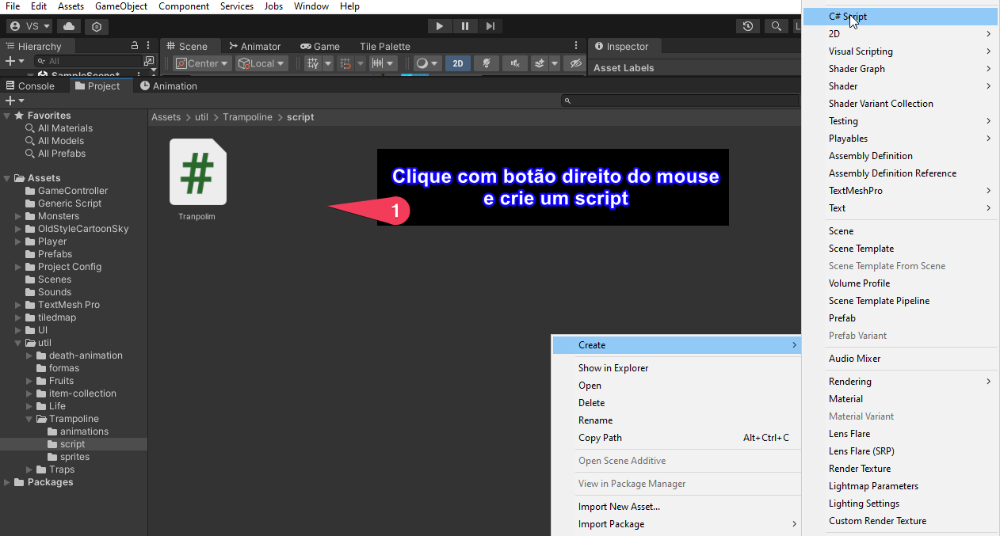 File Edit Assets GameObject Component Services Jobs Window Help
VS
Hierarchy
All
SampleScene*
Scene Animator Game Tile Palette
Center Local 2D
Inspector
Asset Labels
Console Project Animation
Favorites
All Materials
All Models
All Prefabs
Assets
GameController
Generic Script
Monsters
OldStyleCartoonSky
Player
Prefabs
Project Config
Scenes
Sounds
TextMesh Pro
tiledmap
UI
util
death-animation
formas
Fruits
item-collection
Life
Trampoline
animations
script
sprites
Traps
Packages
Assets > util > Trampoline > script
#
Tranpolim
1
Clique com botão direito do mouse
e crie um script
Create
Show in Explorer
Open
Delete
Rename
Copy Path Alt+Ctrl+C
Open Scene Additive
View in Package Manager
Import New Asset...
Import Package
C# Script
2D
Visual Scripting
Shader Graph
Shader
Shader Variant Collection
Testing
Playables
Assembly Definition
Assembly Definition Reference
TextMeshPro
Text
Scene
Scene Template
Scene Template From Scene
Volume Profile
Scene Template Pipeline
Prefab
Prefab Variant
Audio Mixer
Rendering
Material
Material Variant
Lens Flare
Lens Flare (SRP)
Render Texture
Lightmap Parameters
Lighting Settings
Custom Render Texture